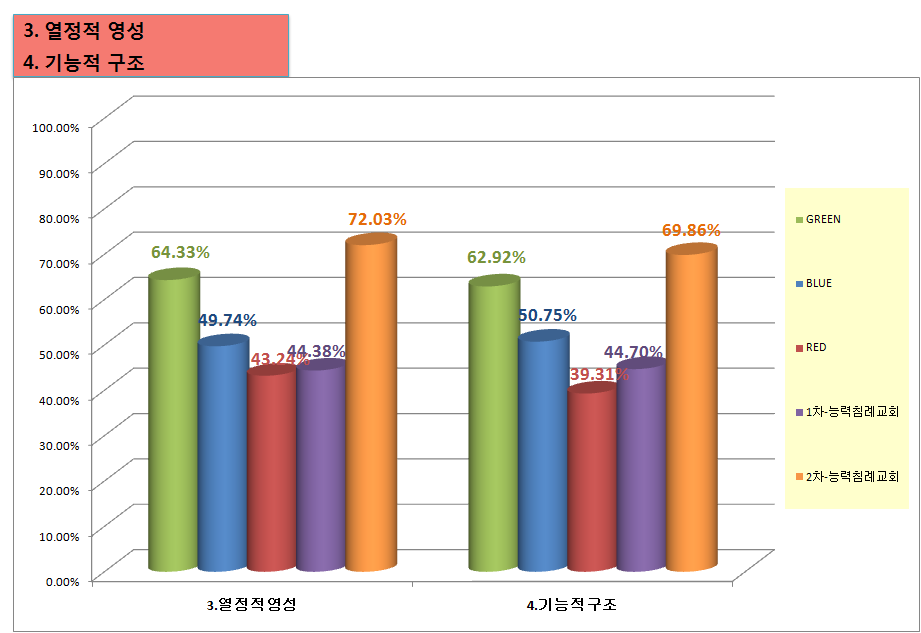 3. 열정적 영성
4. 기능적 구조
100.00%
90.00%
80.00%
70.00%
60.00%
50.00%
40.00%
30.00%
20.00%
10.00%
0.00%
64.33%
49.74%
43.24%
44.38%
72.03%
62.92%
50.75%
39.31%
44.70%
69.86%
3.열정적영성
4.기능적구조
GREEN
BLUE
RED
1차-능력침례교회
2차-능력침례교회